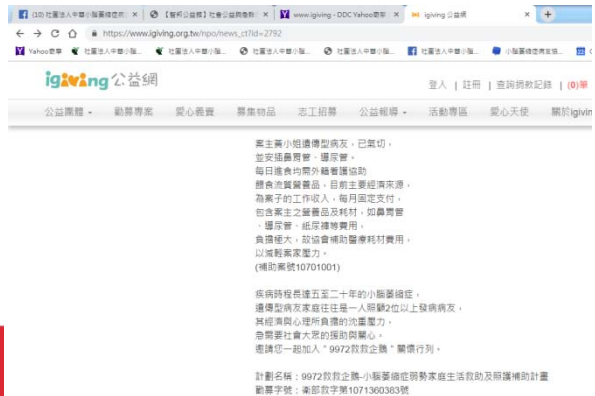 (10) 社團法人中華小腦萎縮症病
【智邦公益館】社會公益與進駐
www.igiving - DDC Yahoo奇摩
igiving 公益網
https://www.igiving.org.tw/npo/news_ct?id=2792
Yahoo奇摩
社團法人中華小腦...
社團法人中華小腦...
社團法人中華小腦...
社團法人中華小腦...
社團法人中華小腦...
小腦萎縮症病友協...
igiving公益網
登入 | 註冊 | 查詢捐款記錄 | (0)筆
公益團體 勸募專案 愛心義賣 募集物品 志工招募 公益報導 活動專區 愛心天使 關於igivin
案主黃小姐遺傳型病友，已氣切，
並安插鼻胃管、導尿管。
每日進食均需外籍看護協助
餵食流質營養品，目前主要經濟來源，
為案子的工作收入，每月固定支付，
包含案主之營養品及耗材，如鼻胃管
、導尿管、紙尿褲等費用，
負擔極大，故協會補助醫療耗材費用，
以減輕案家壓力。
(補助案號10701001)
疾病時程長達五至二十年的小腦萎縮症，
遺傳型病友家庭往往是一人照顧2位以上發病病友，
其經濟與心理所負擔的沈重壓力，
急需要社會大眾的援助與關心。
邀請您一起加入＂9972救救企鵝＂關懷行列。
計劃名稱：9972救救企鵝-小腦萎縮症弱勢家庭生活救助及照護補助計畫
勸募字號：衛部救字第1071360383號